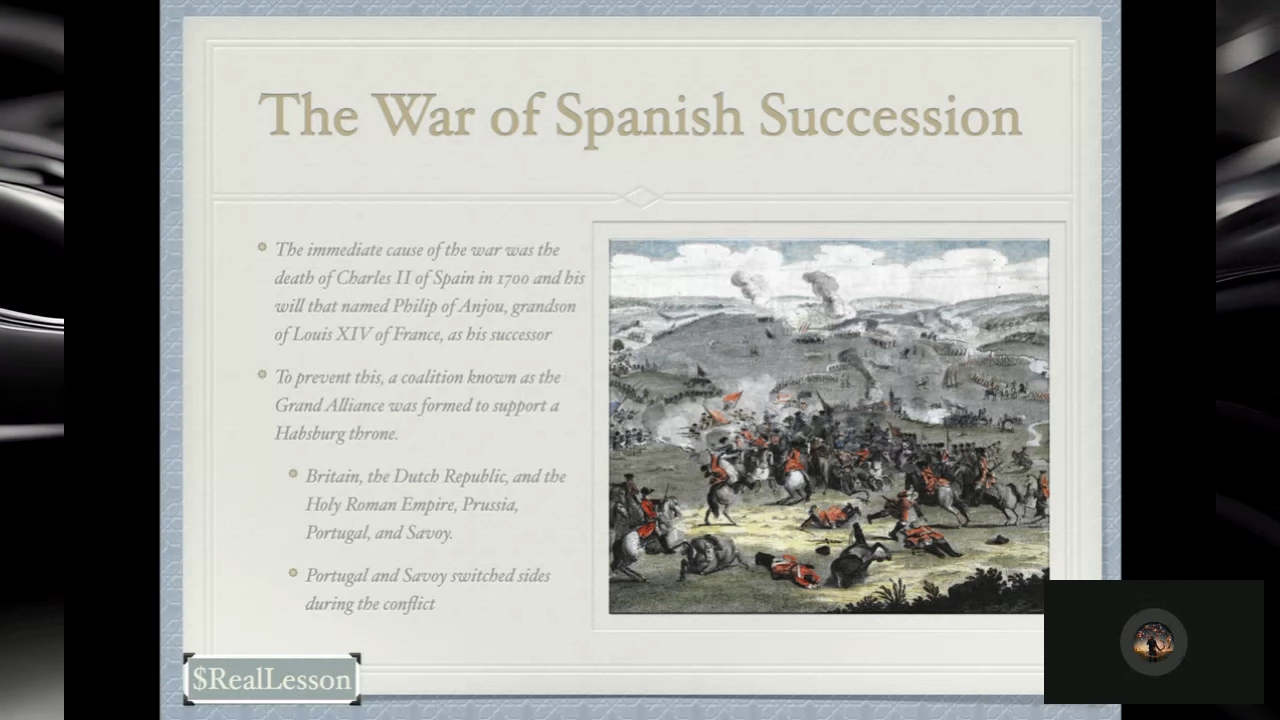 The War of Spanish Succession
The immediate cause of the war was the
death of Charles II of Spain in 1700 and his
will that named Philip of Anjou, grandson
of Louis XIV of France, as his successor
To prevent this, a coalition known as the
Grand Alliance was formed to support a
Habsburg throne.
Britain, the Dutch Republic, and the
Holy Roman Empire, Prussia,
Portugal, and Savoy.
Portugal and Savoy switched sides
during the conflict
$RealLesson